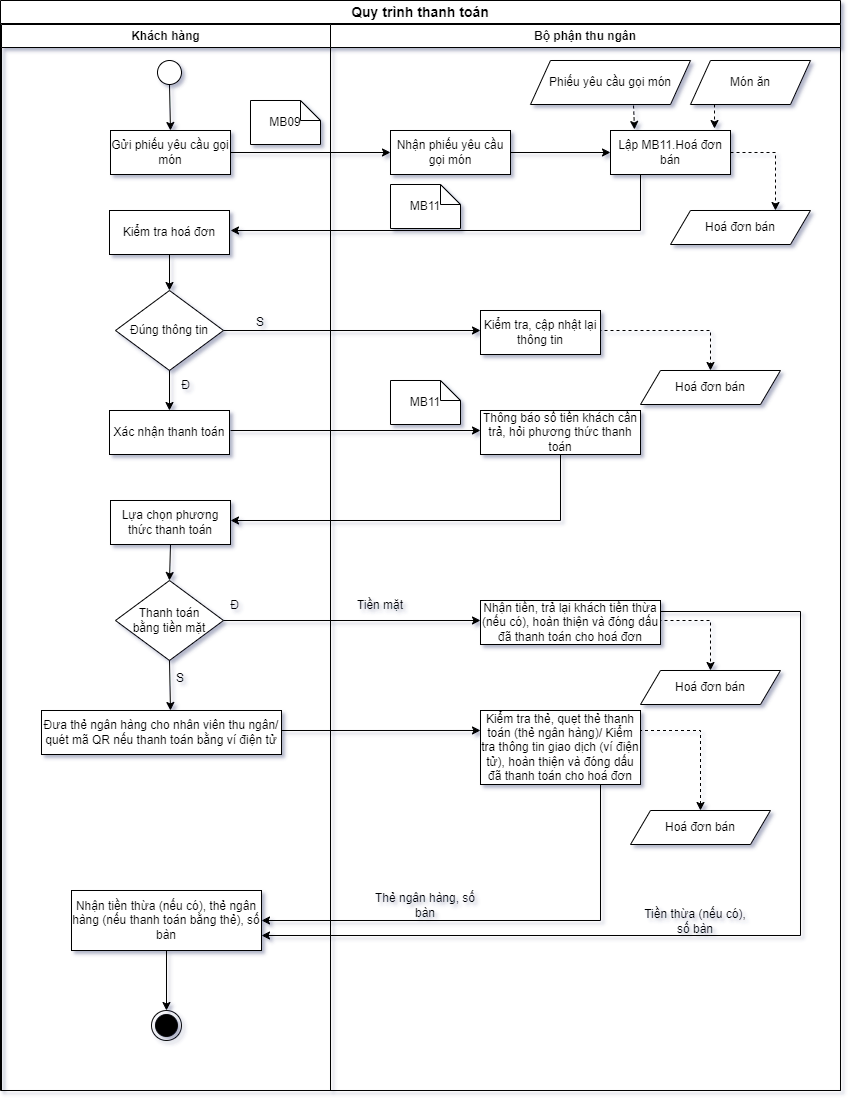 Quy trình thanh toán
Khách hàng
Bộ phận thu ngân
Phiếu yêu cầu gọi món
Món ăn
MB09
Gửi phiếu yêu cầu gọi
món
Nhận phiếu yêu cầu
gọi món
Lập MB11.Hoá đơn
bán
MB11
Hoá đơn bán
Kiểm tra hoá đơn
Đúng thông tin
S
Kiểm tra, cập nhật lại
thông tin
Đ
Hoá đơn bán
MB11
Xác nhận thanh toán
Thông báo số tiền khách cần
trả, hỏi phương thức thanh
toán
Lựa chọn phương
thức thanh toán
Thanh toán
bằng tiền mặt
Đ
Tiền mặt
Nhận tiền, trả lại khách tiền thừa
(nếu có), hoàn thiện và đóng dấu
đã thanh toán cho hoá đơn
S
Hoá đơn bán
Đưa thẻ ngân hàng cho nhân viên thu ngân/
quét mã QR nếu thanh toán bằng ví điện tử
Kiểm tra thẻ, quẹt thẻ thanh
toán (thẻ ngân hàng)/ Kiểm
tra thông tin giao dịch (ví điện
tử), hoàn thiện và đóng dấu
đã thanh toán cho hoá đơn
Hoá đơn bán
Thẻ ngân hàng, số
bàn
Tiền thừa (nếu có),
số bàn
Nhận tiền thừa (nếu có), thẻ ngân
hàng (nếu thanh toán bằng thẻ), số
bàn